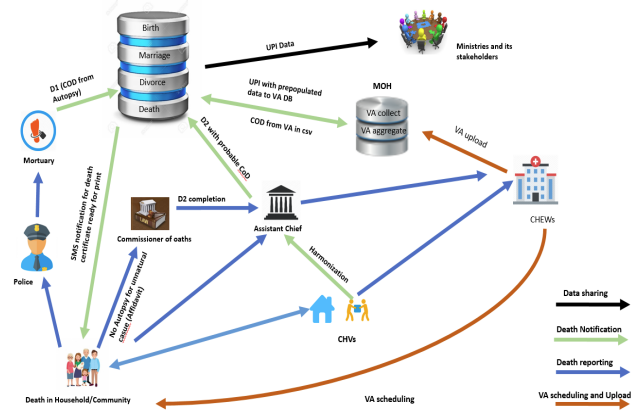 Birth
Marriage
Divorce
Death
UPI Data
Ministries and its
stakeholders
D1 (COD from
Autopsy)
UPI with prepopulated
data to VA DB
MOH
VA collect
VA aggregate
COD from VA in csv
D2 with probable CoD
VA upload
Mortuary
SMS notification for death
certificate ready for print
D2 completion
Commissioner of oaths
Assistant Chief
CHEWs
Police
No Autopsy for unnatural
casue (Affidavit)
Harmonization
CHVs
Data sharing
Death Notification
Death reporting
VA scheduling and Upload
Death in Household/Community
VA scheduling